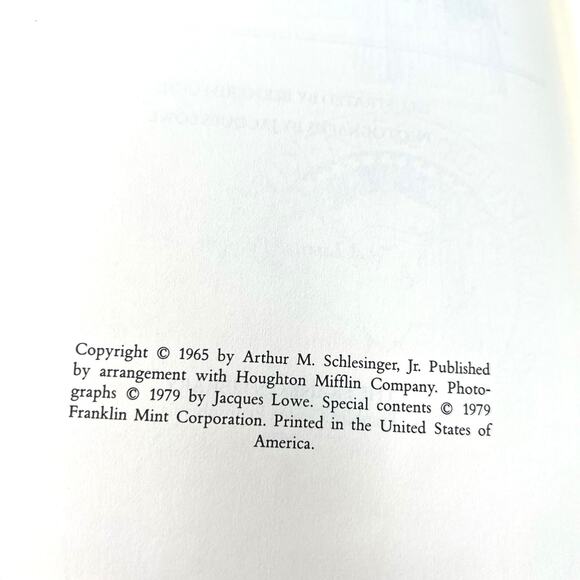 Copyright © 1965 by Arthur M. Schlesinger, Jr. Published
by arrangement with Houghton Mifflin Company. Photo-
graphs © 1979 by Jacques Lowe. Special contents © 1979
Franklin Mint Corporation. Printed in the United States of
America.